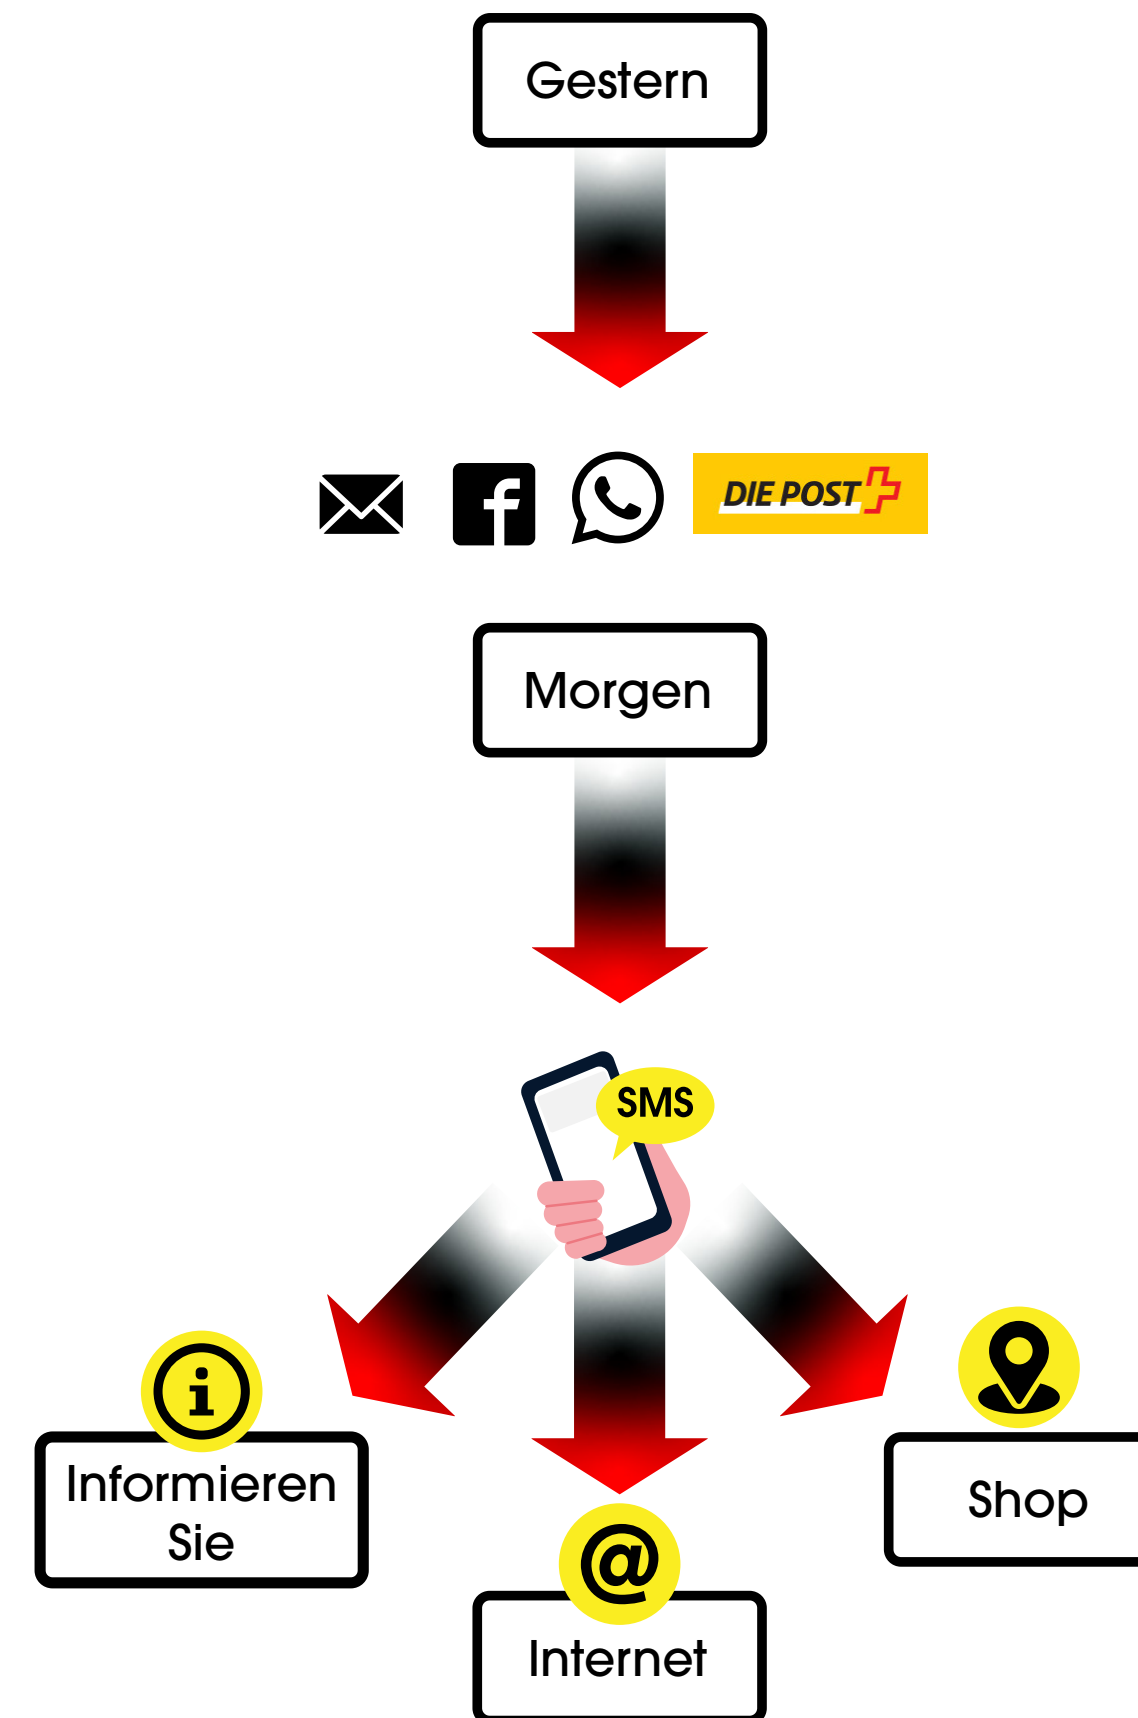 Gestern
DIE POST
Morgen
SMS
Informieren
Sie
Shop
@
Internet